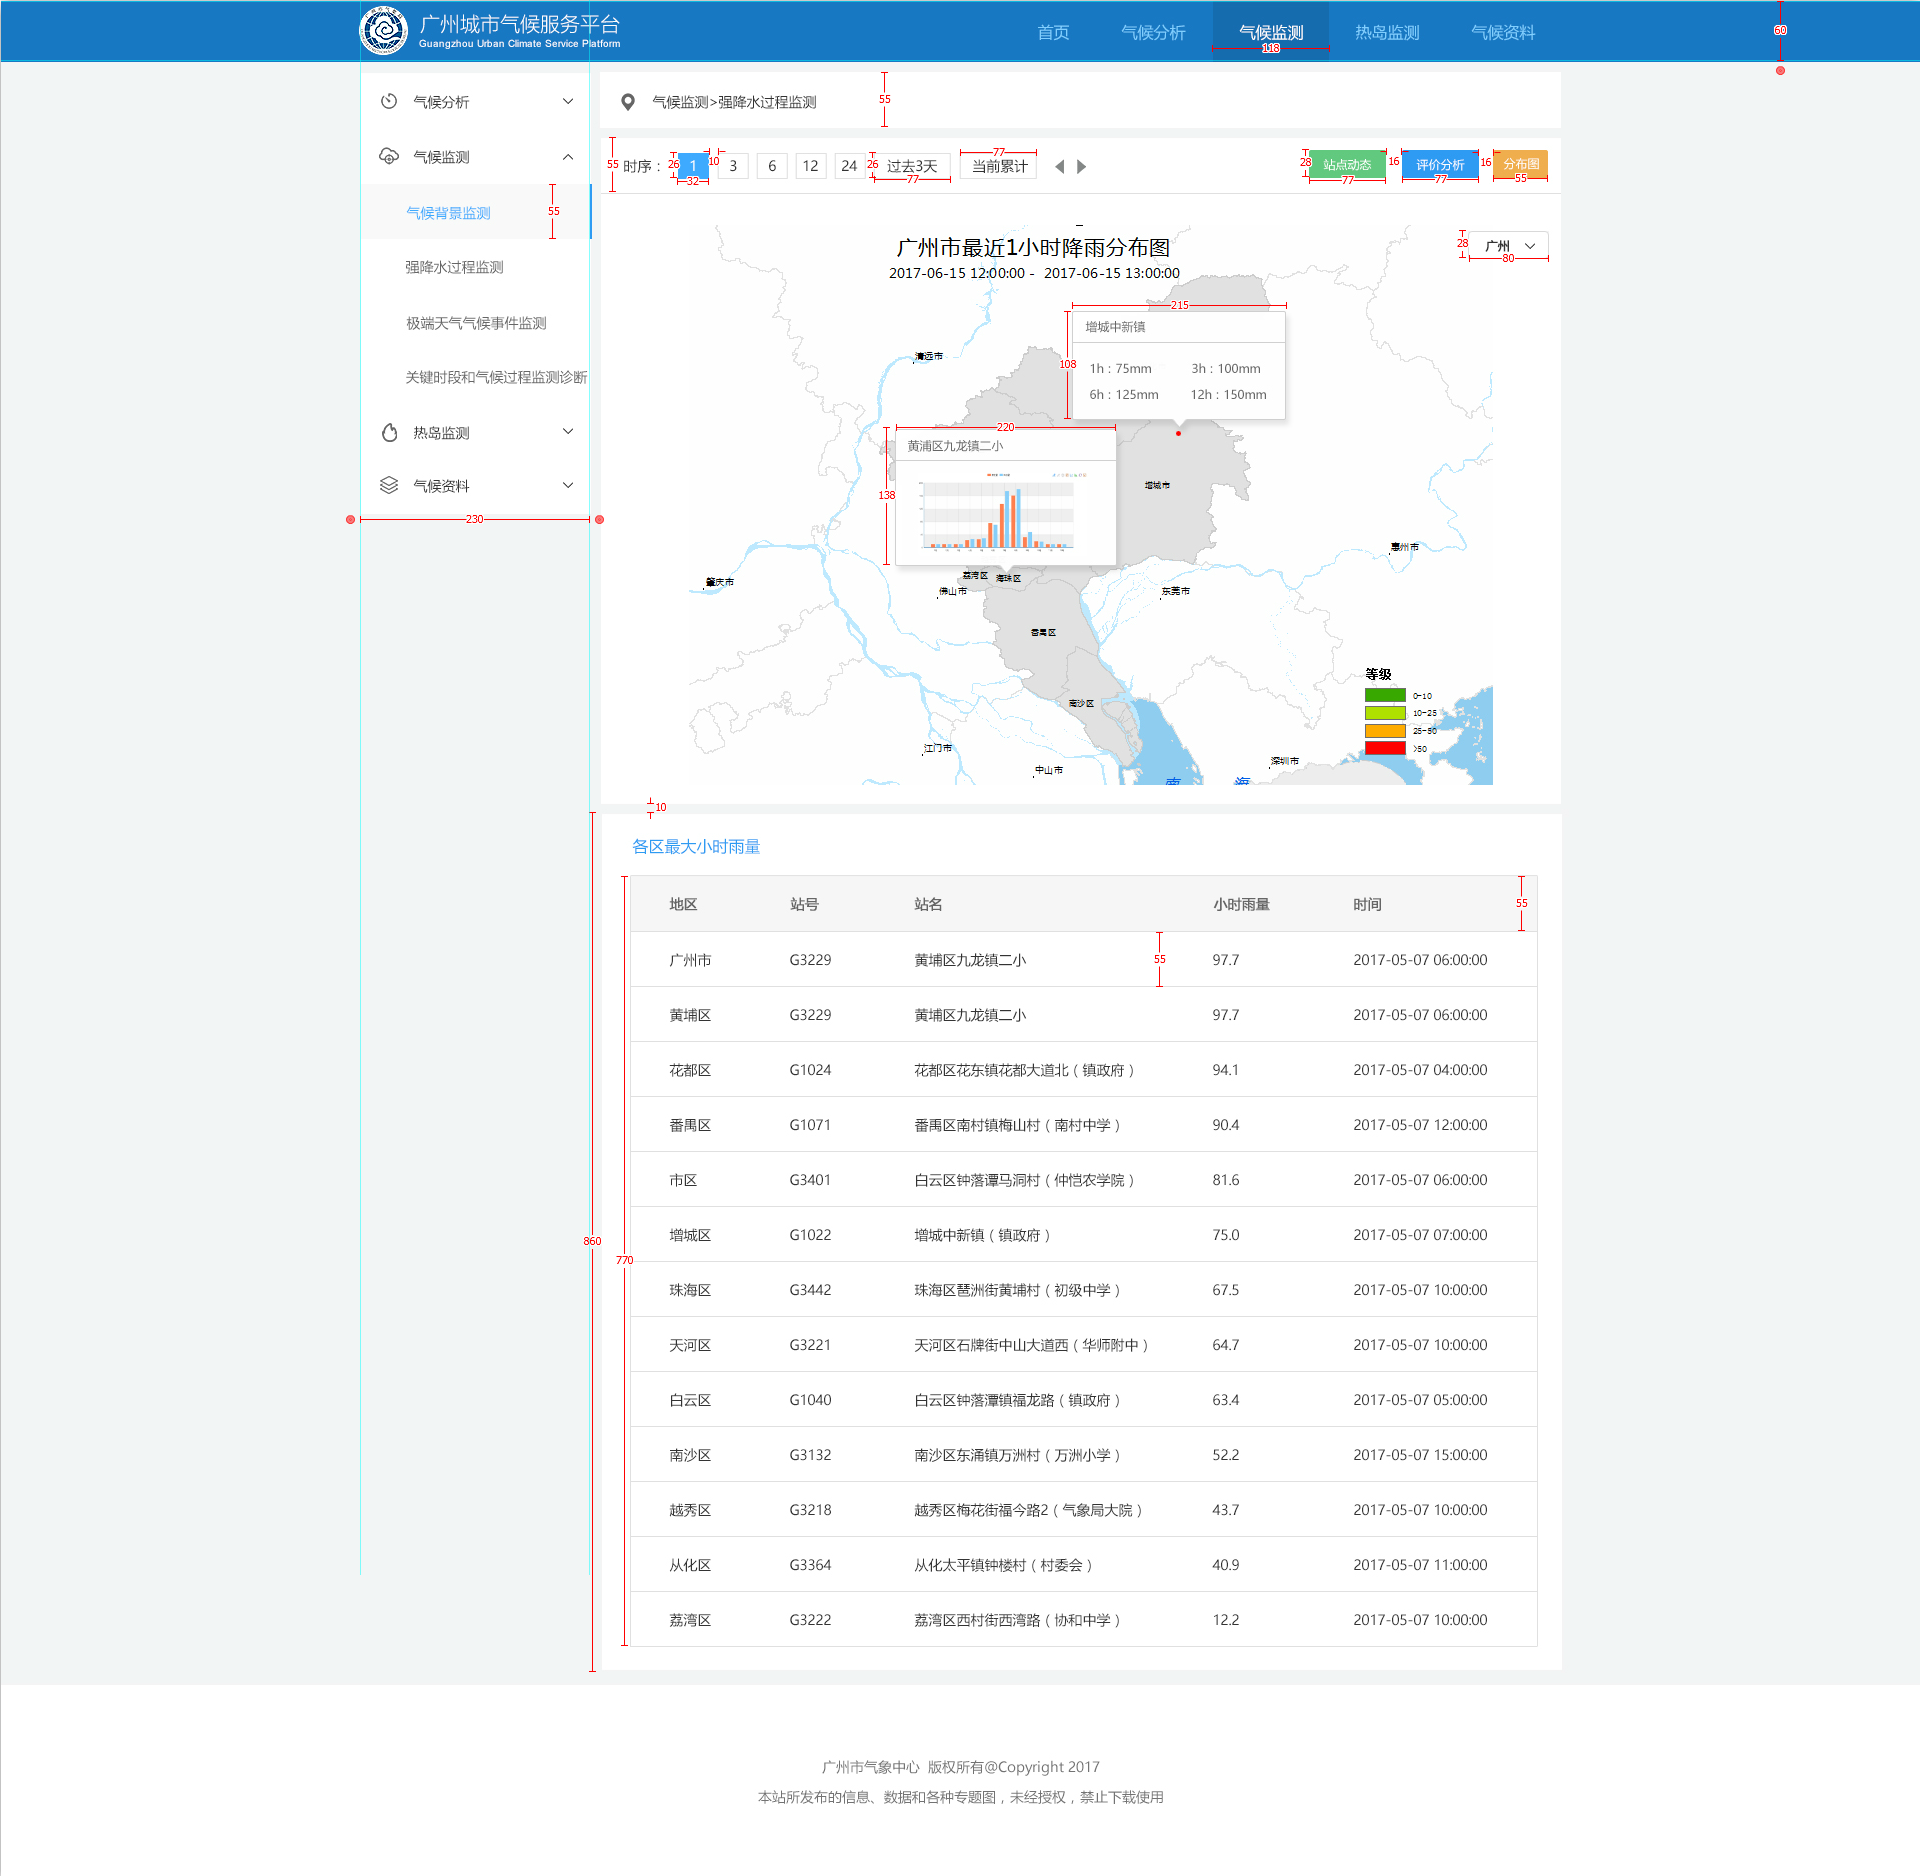 广州城市气候服务平台
Guangzhou Urban Climate Service Platform
首页 气候分析 气候监测 热岛监测 气候资料
118
60
气候分析
气候监测
气候背景监测
55
强降水过程监测
极端天气气候事件监测
关键时段和气候过程监测诊断
热岛监测
气候资料
230
气候监测>强降水过程监测
55
55 时序： 26 1 10 3 6 12 24 26 过去3天 77 当前累计
32 77
28 站点动态 16 评价分析 16 分布图
77 77 55
广州市最近1小时降雨分布图
2017-06-15 12:00:00 - 2017-06-15 13:00:00
28 广州
80
215
增城中新镇
108
1h：75mm 3h：100mm
6h：125mm 12h：150mm
清远市
220
黄浦区九龙镇二小
138
增城市
惠州市
荔湾区 海珠区
肇庆市
佛山市
东莞市
番禺区
南沙区
江门市
中山市
深圳市
南 海
等级
0-10
10-25
25-50
>50
10
各区最大小时雨量
地区 站号 站名 小时雨量 时间 55
广州市 G3229 黄埔区九龙镇二小 55 97.7 2017-05-07 06:00:00
黄埔区 G3229 黄埔区九龙镇二小 97.7 2017-05-07 06:00:00
花都区 G1024 花都区花东镇花都大道北（镇政府） 94.1 2017-05-07 04:00:00
番禺区 G1071 番禺区南村镇梅山村（南村中学） 90.4 2017-05-07 12:00:00
市区 G3401 白云区钟落谭马洞村（仲恺农学院） 81.6 2017-05-07 06:00:00
增城区 G1022 增城中新镇（镇政府） 75.0 2017-05-07 07:00:00
860
770
珠海区 G3442 珠海区琶洲街黄埔村（初级中学） 67.5 2017-05-07 10:00:00
天河区 G3221 天河区石牌街中山大道西（华师附中） 64.7 2017-05-07 10:00:00
白云区 G1040 白云区钟落潭镇福龙路（镇政府） 63.4 2017-05-07 05:00:00
南沙区 G3132 南沙区东涌镇万洲村（万洲小学） 52.2 2017-05-07 15:00:00
越秀区 G3218 越秀区梅花街福今路2（气象局大院） 43.7 2017-05-07 10:00:00
从化区 G3364 从化太平镇钟楼村（村委会） 40.9 2017-05-07 11:00:00
荔湾区 G3222 荔湾区西村街西湾路（协和中学） 12.2 2017-05-07 10:00:00
广州市气象中心 版权所有@Copyright 2017
本站所发布的信息、数据和各种专题图，未经授权，禁止下载使用